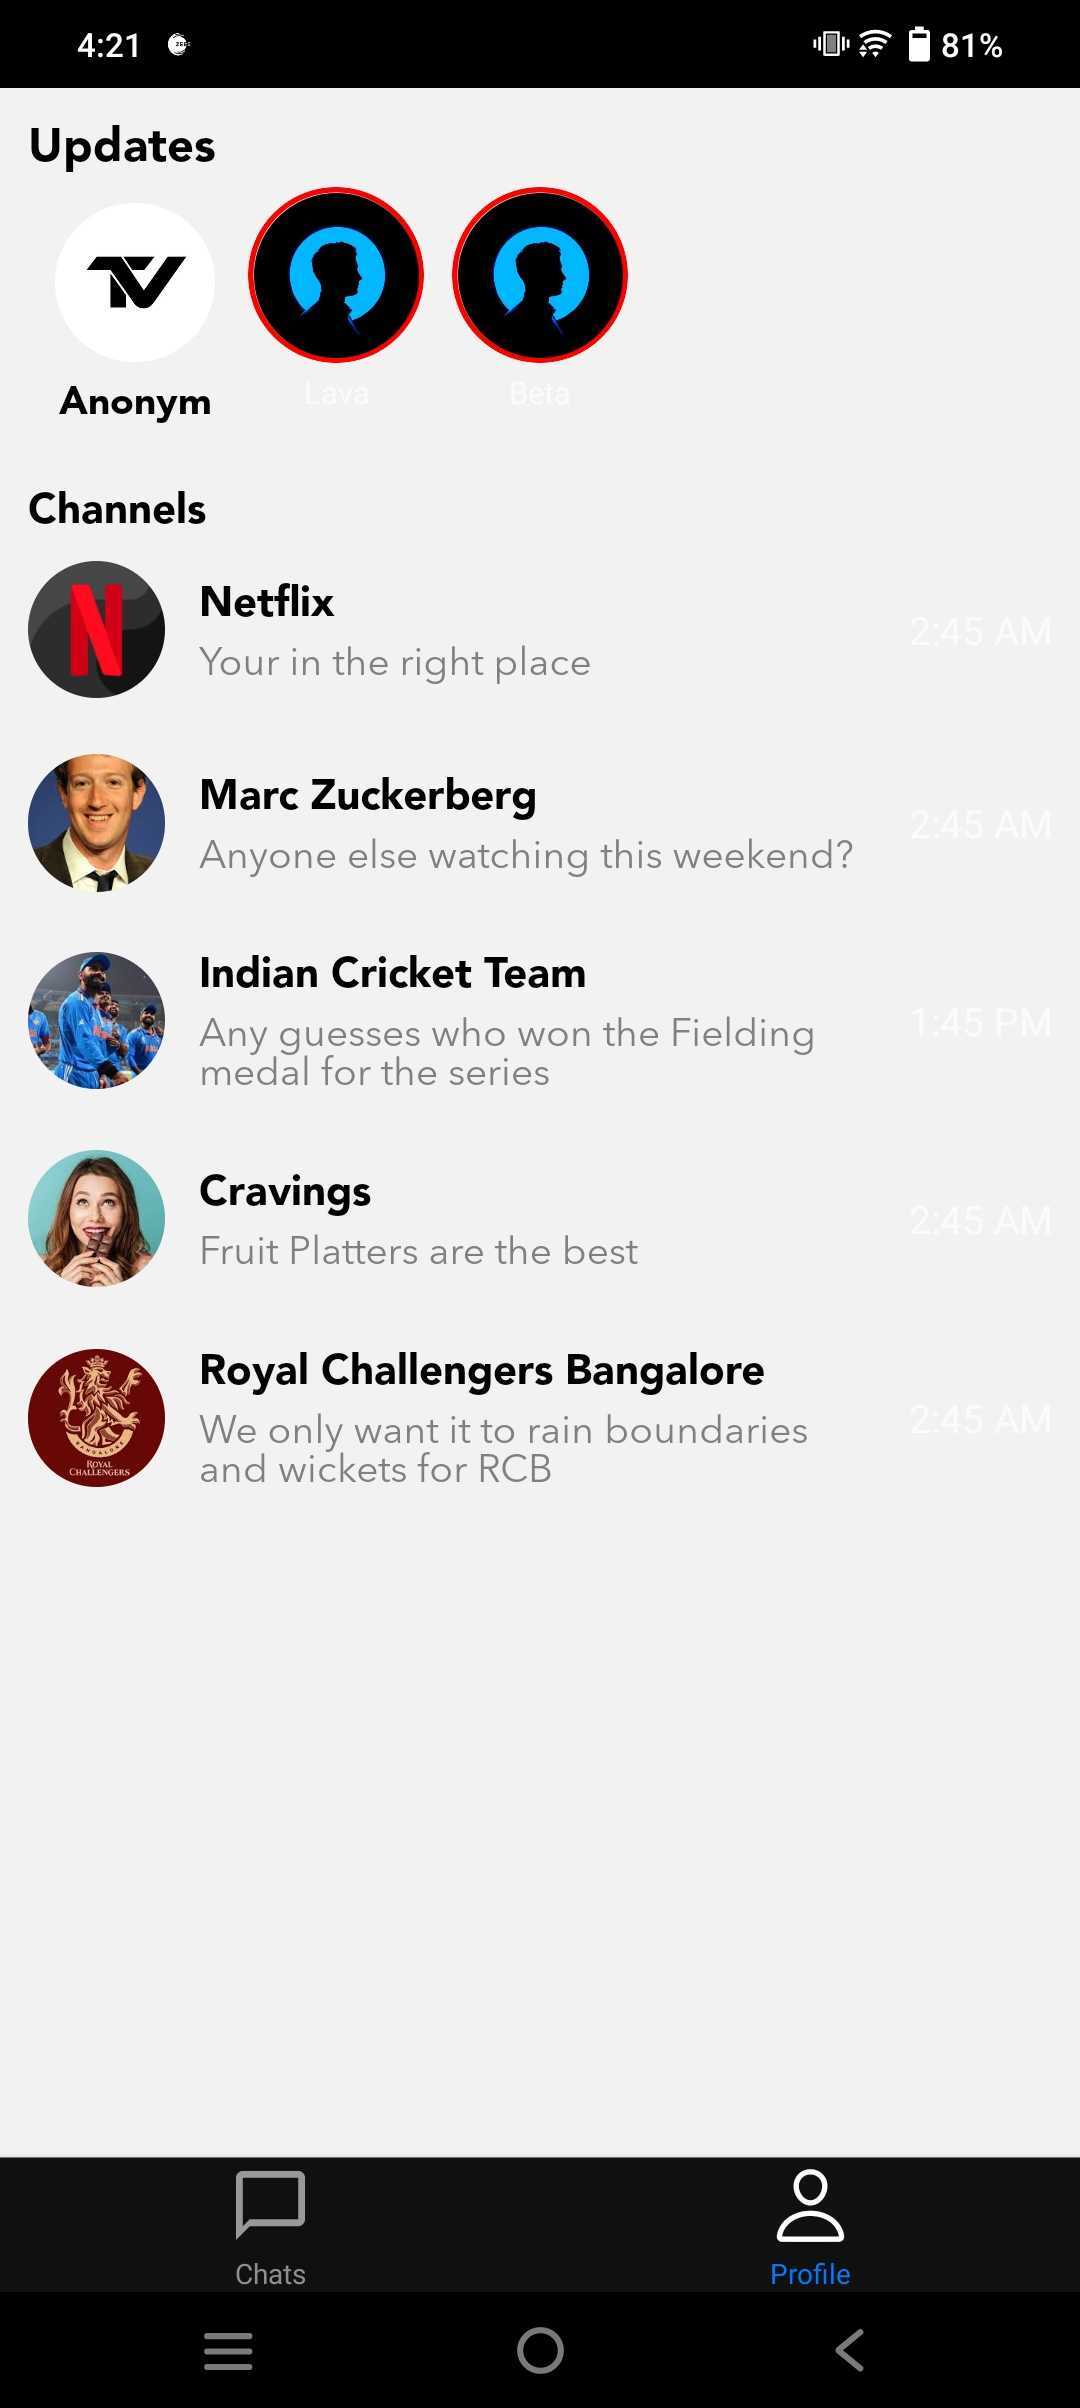 4:21
81%
Updates
Anonym
Lava
Beta
Channels
Netflix
Your in the right place
2:45 AM
Marc Zuckerberg
Anyone else watching this weekend?
2:45 AM
Indian Cricket Team
Any guesses who won the Fielding
medal for the series
1:45 PM
Cravings
Fruit Platters are the best
2:45 AM
Royal Challengers Bangalore
We only want it to rain boundaries
and wickets for RCB
2:45 AM
BANGALORE
ROYAL
CHALLENGERS
Chats
Profile